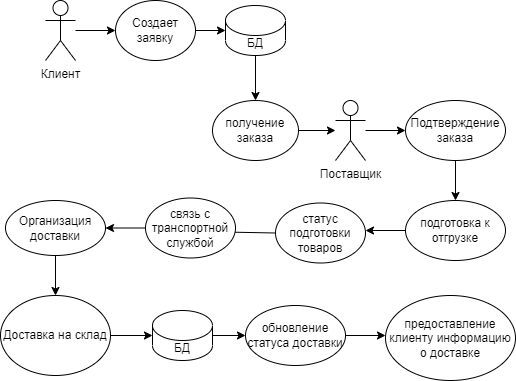 Создает
заявку
БД
Клиент
получение
заказа
Подтверждение
заказа
Поставщик
Организация
доставки
связь с
транспортной
службой
статус
подготовки
товаров
подготовка к
отгрузке
Доставка на склад
БД
обновление
статуса доставки
предоставление
клиенту информацию
о доставке